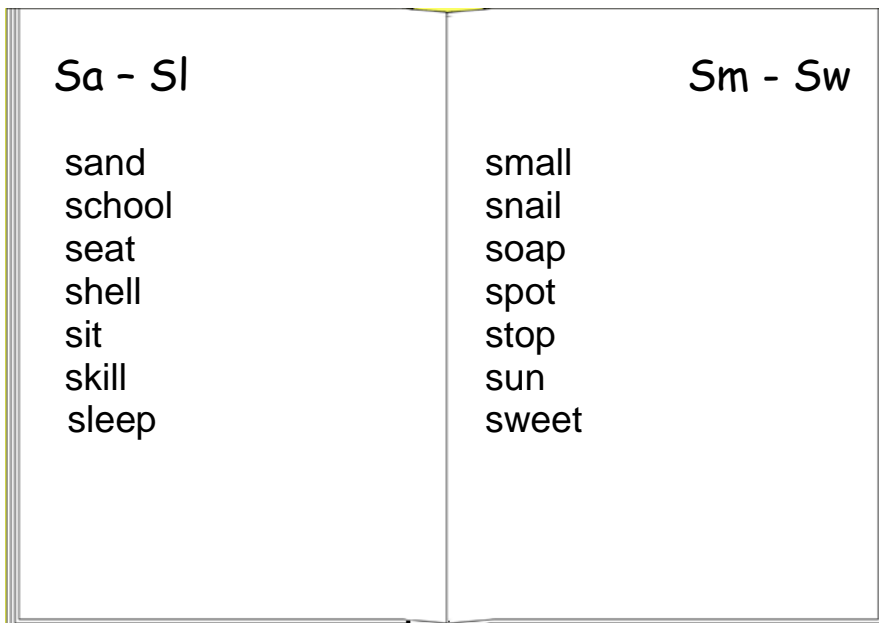 Sa – Sl
sand
school
seat
shell
sit
skill
sleep
Sm - Sw
small
snail
soap
spot
stop
sun
sweet